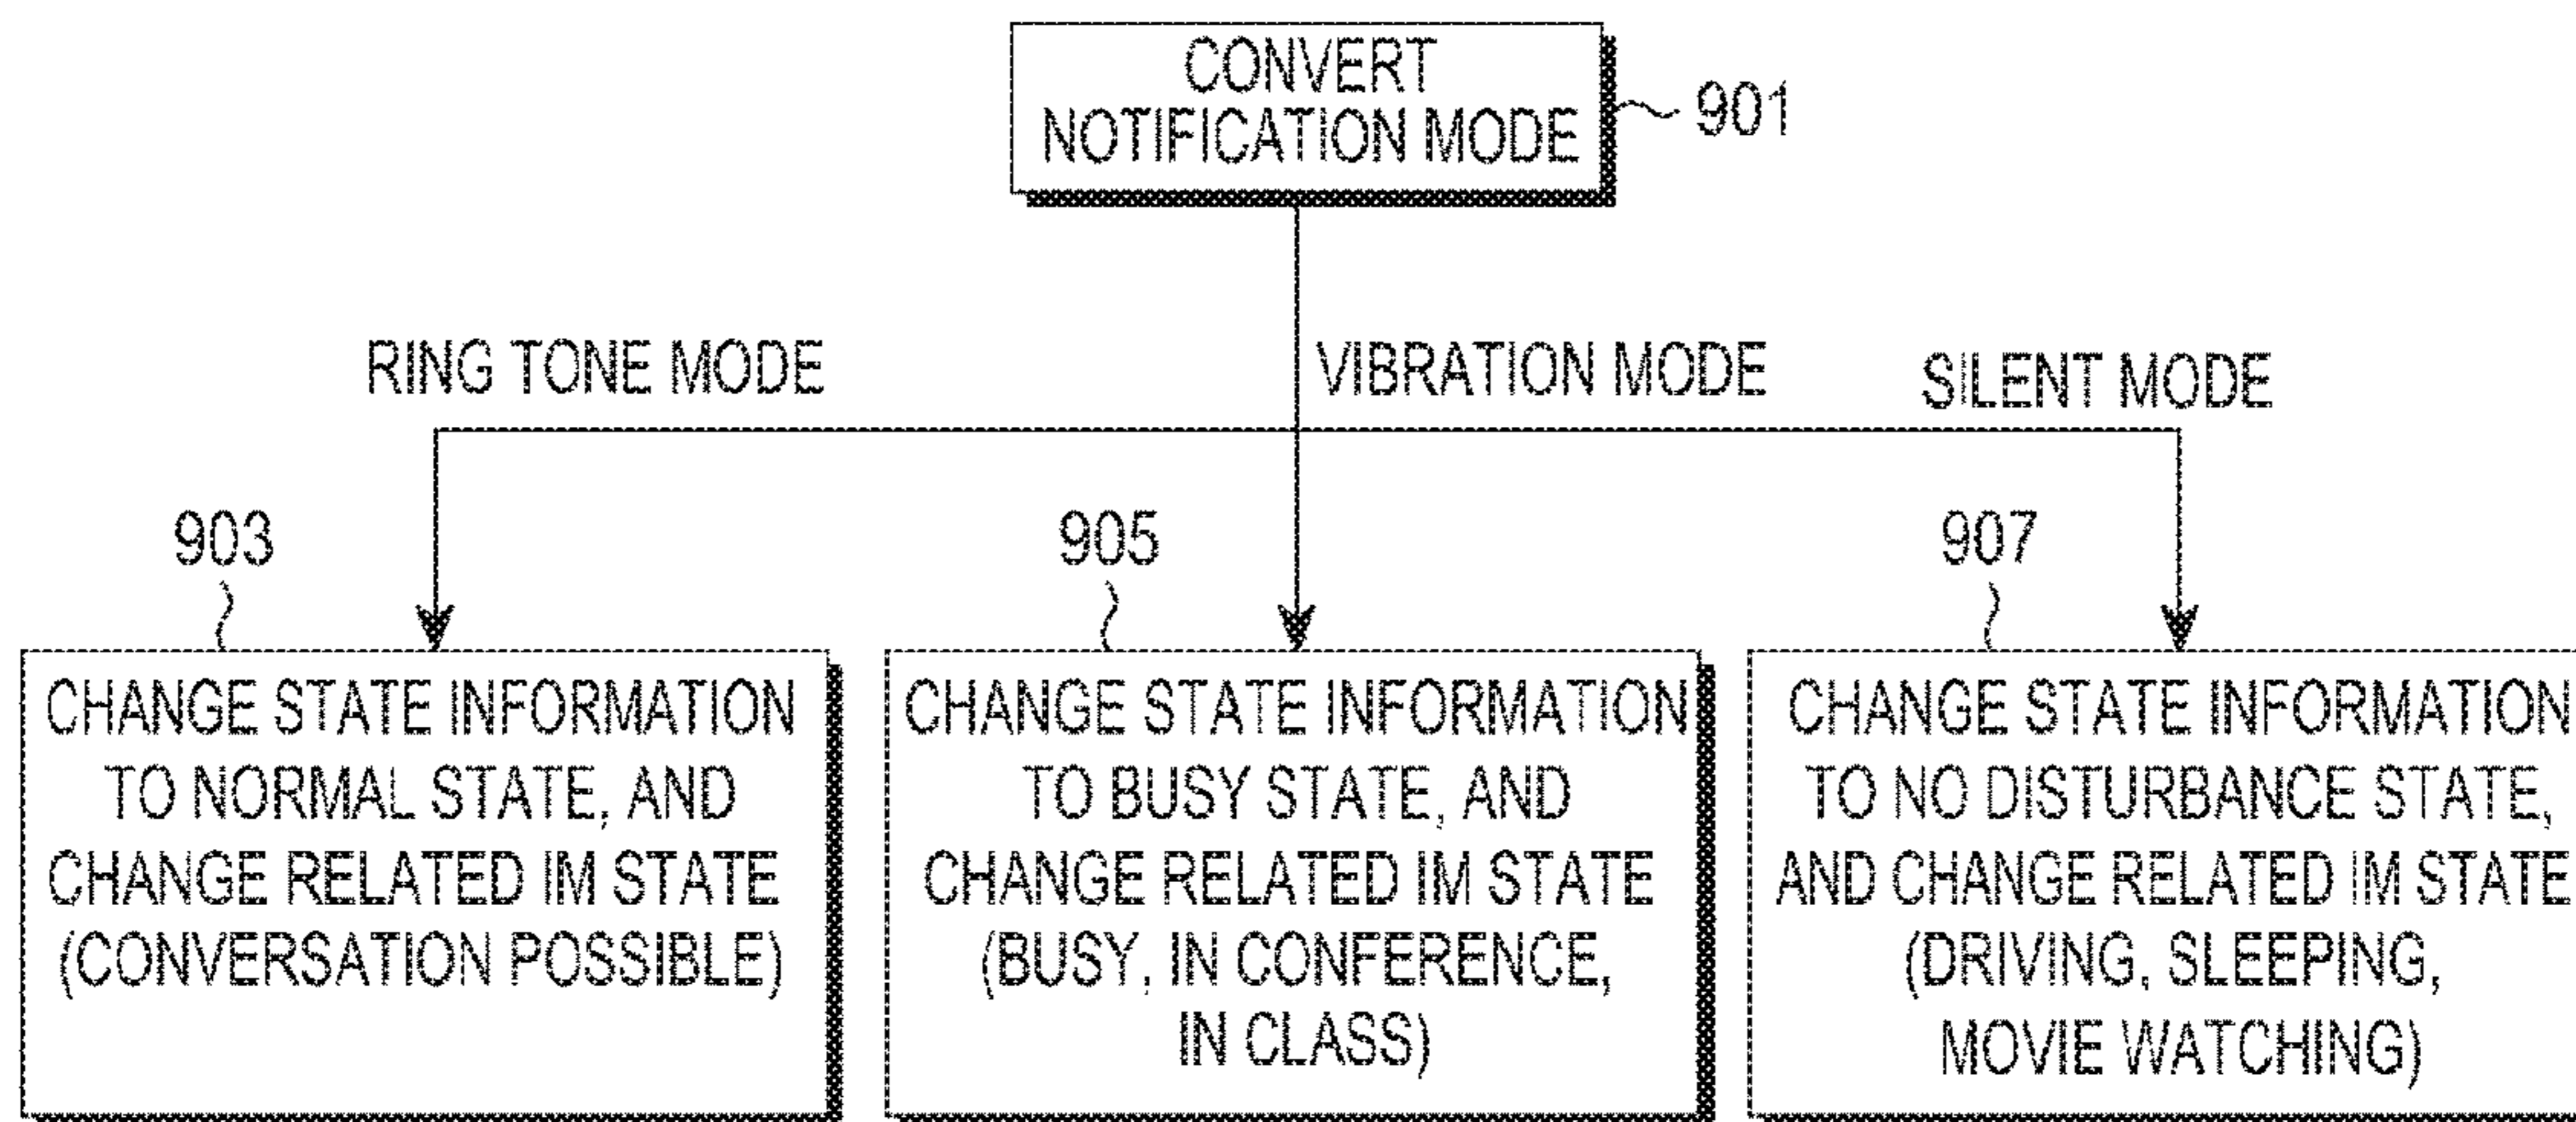 CONVERT
NOTIFICATION MODE
901
RING TONE MODE
VIBRATION MODE
SILENT MODE
903
905
907
CHANGE STATE INFORMATION
TO NORMAL STATE, AND
CHANGE RELATED IM STATE
(CONVERSATION POSSIBLE)
CHANGE STATE INFORMATION
TO BUSY STATE, AND
CHANGE RELATED IM STATE
(BUSY, IN CONFERENCE,
IN CLASS)
CHANGE STATE INFORMATION
TO NO DISTURBANCE STATE,
AND CHANGE RELATED IM STATE
(DRIVING, SLEEPING,
MOVIE WATCHING)